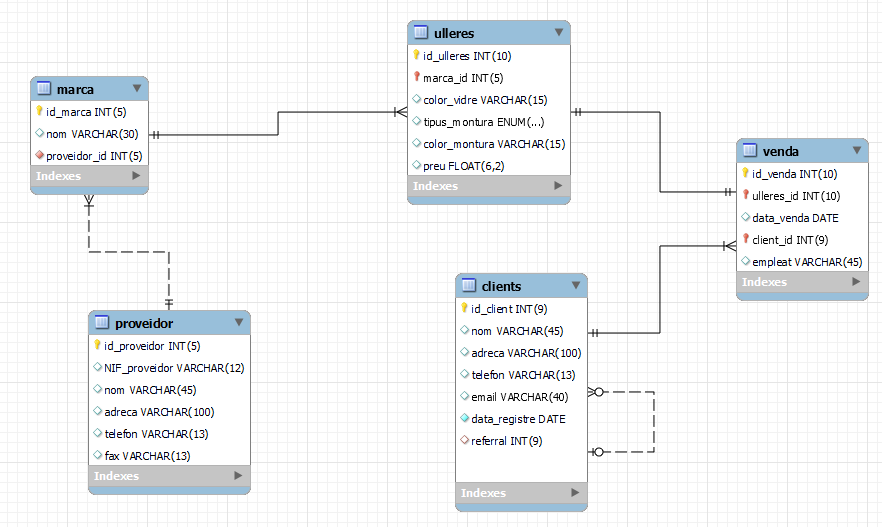 marca
id_marca INT(5)
nom VARCHAR(30)
proveidor_id INT(5)
Indexes
ulleres
id_ulleres INT(10)
marca_id INT(5)
color_vidre VARCHAR(15)
tipus_montura ENUM(...)
color_montura VARCHAR(15)
preu FLOAT(6,2)
Indexes
venda
id_venda INT(10)
ulleres_id INT(10)
data_venda DATE
client_id INT(9)
empleat VARCHAR(45)
Indexes
proveidor
id_proveidor INT(5)
NIF_proveidor VARCHAR(12)
nom VARCHAR(45)
adreca VARCHAR(100)
telefon VARCHAR(13)
fax VARCHAR(13)
Indexes
clients
id_client INT(9)
nom VARCHAR(45)
adreca VARCHAR(100)
telefon VARCHAR(13)
email VARCHAR(40)
data_registre DATE
referral INT(9)
Indexes